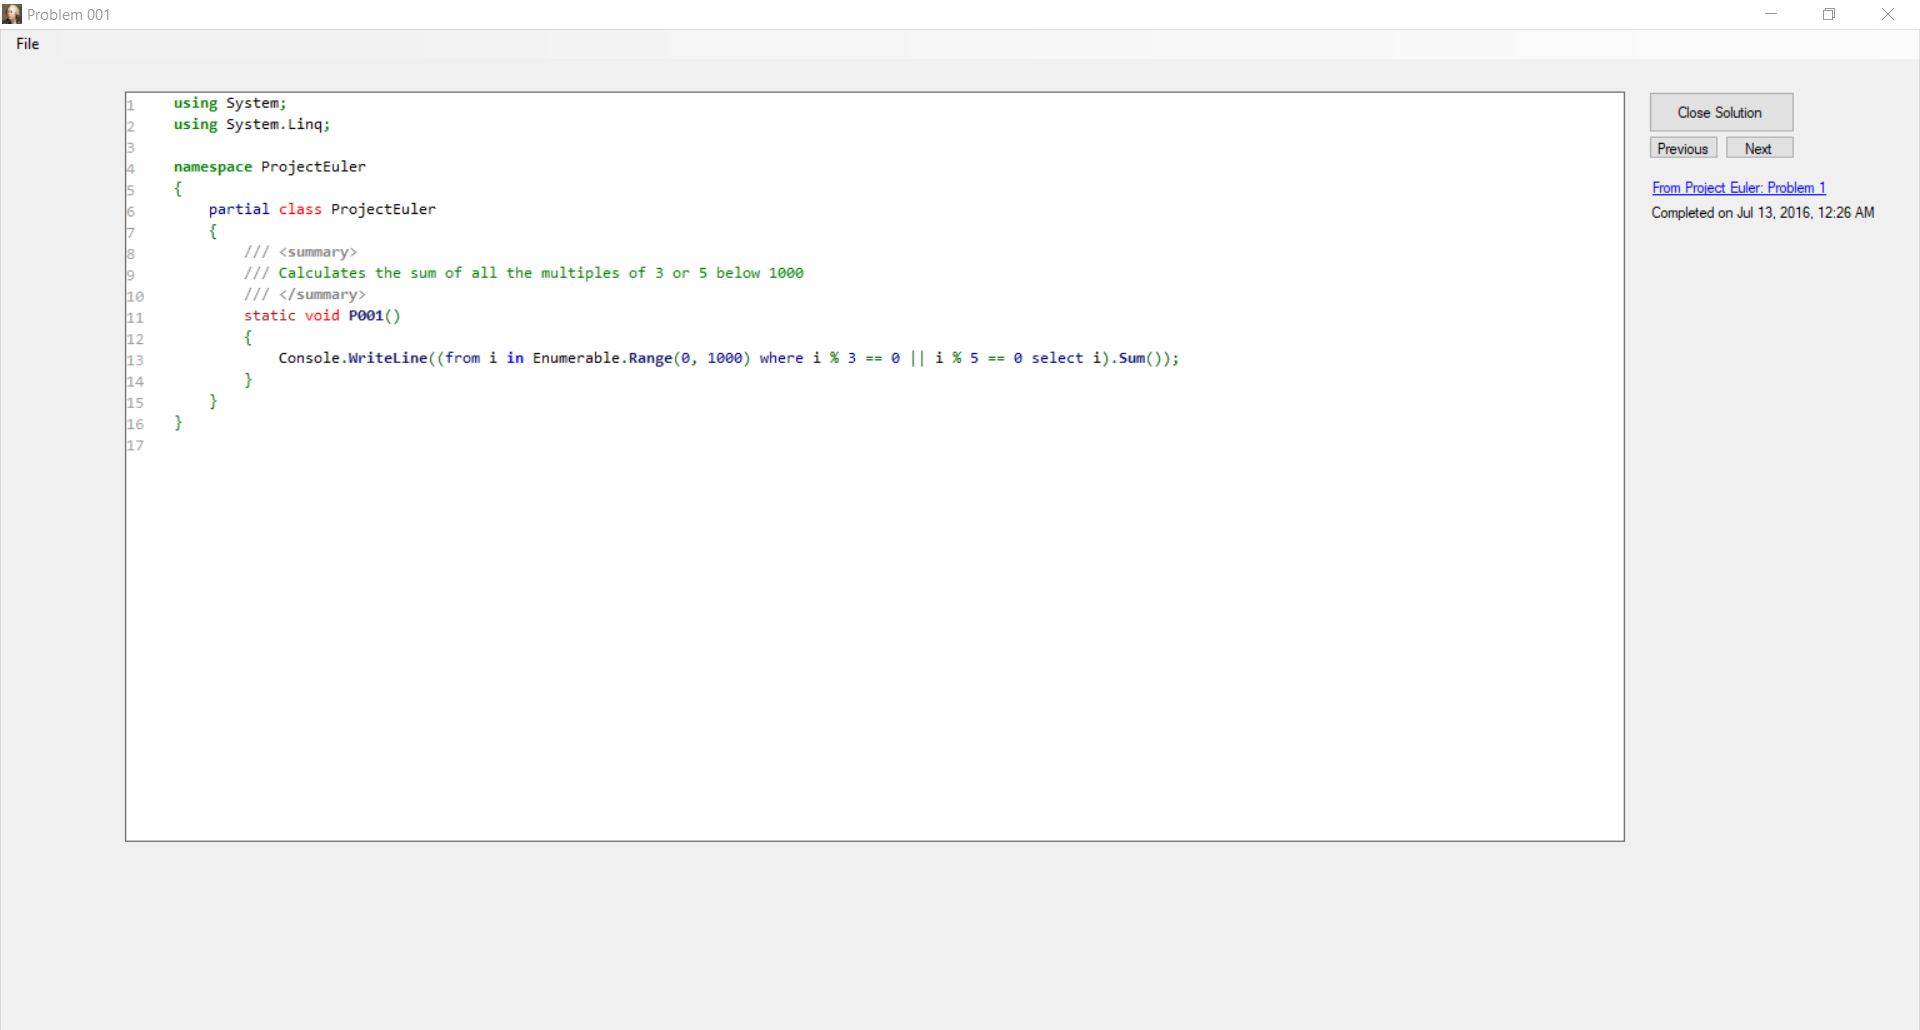 Problem 001
File
1 using System;
2 using System.Linq;
3
4 namespace ProjectEuler
5 {
6 partial class ProjectEuler
7 {
8 /// <summary>
9 /// Calculates the sum of all the multiples of 3 or 5 below 1000
10 /// </summary>
11 static void P001()
12 {
13 Console.WriteLine((from i in Enumerable.Range(0, 1000) where i % 3 == 0 || i % 5 == 0 select i).Sum());
14 }
15 }
16 }
17
Close Solution
Previous Next
From Project Euler: Problem 1
Completed on Jul 13, 2016, 12:26 AM